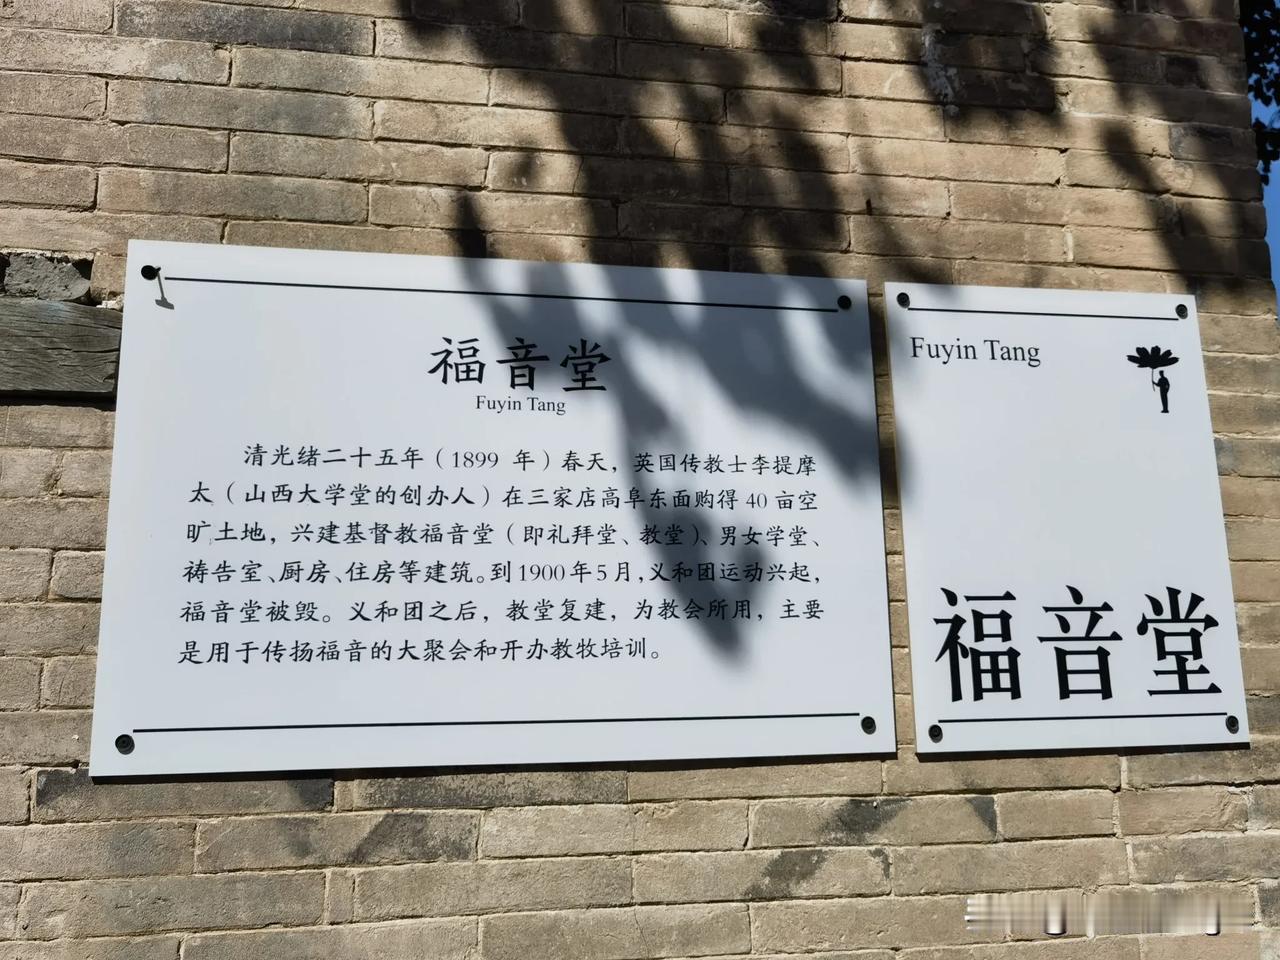 福音堂
Fuyin Tang
清光绪二十五年（1899 年）春天，英国传教士李提摩
太（山西大学堂的创办人）在三家店高阜东面购得 40 亩空
旷土地，兴建基督教福音堂（即礼拜堂、教堂）、男女学堂、
祷告室、厨房、住房等建筑。到1900年5月，义和团运动兴起，
福音堂被毁。义和团之后，教堂复建，为教会所用，主要
是用于传扬福音的大聚会和开办教牧培训。
Fuyin Tang
福音堂